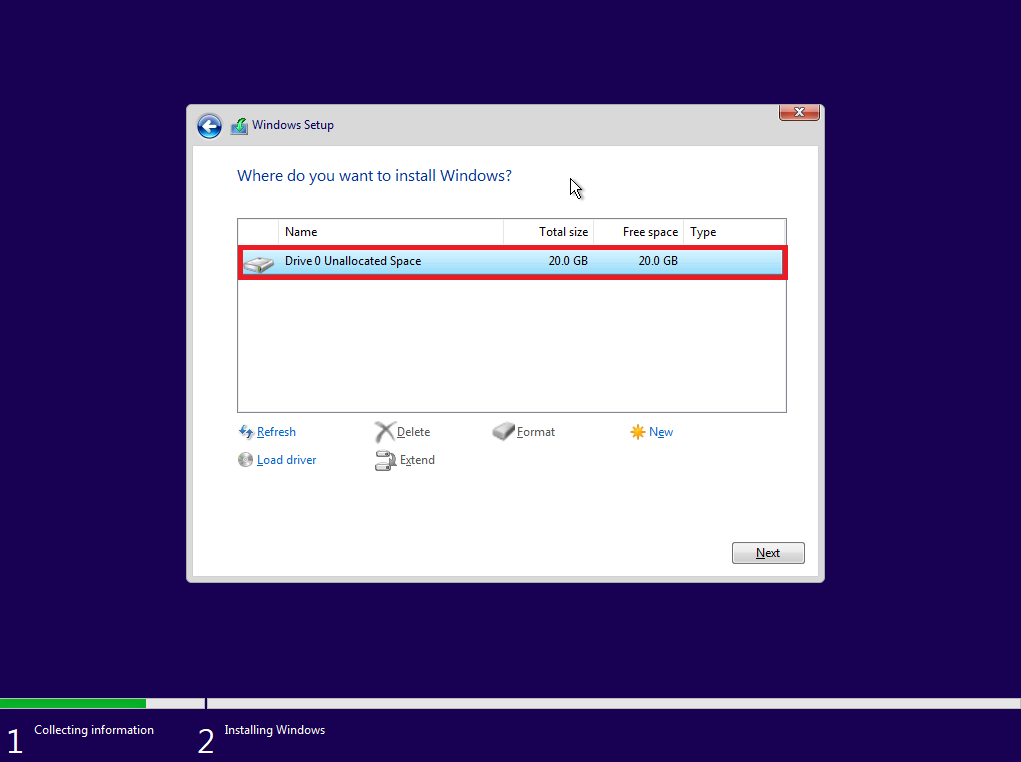 Windows Setup
Where do you want to install Windows?
Name Total size Free space Type
Drive 0 Unallocated Space 20.0 GB 20.0 GB
Refresh Delete Format New
Load driver Extend
Next
1 Collecting information 2 Installing Windows